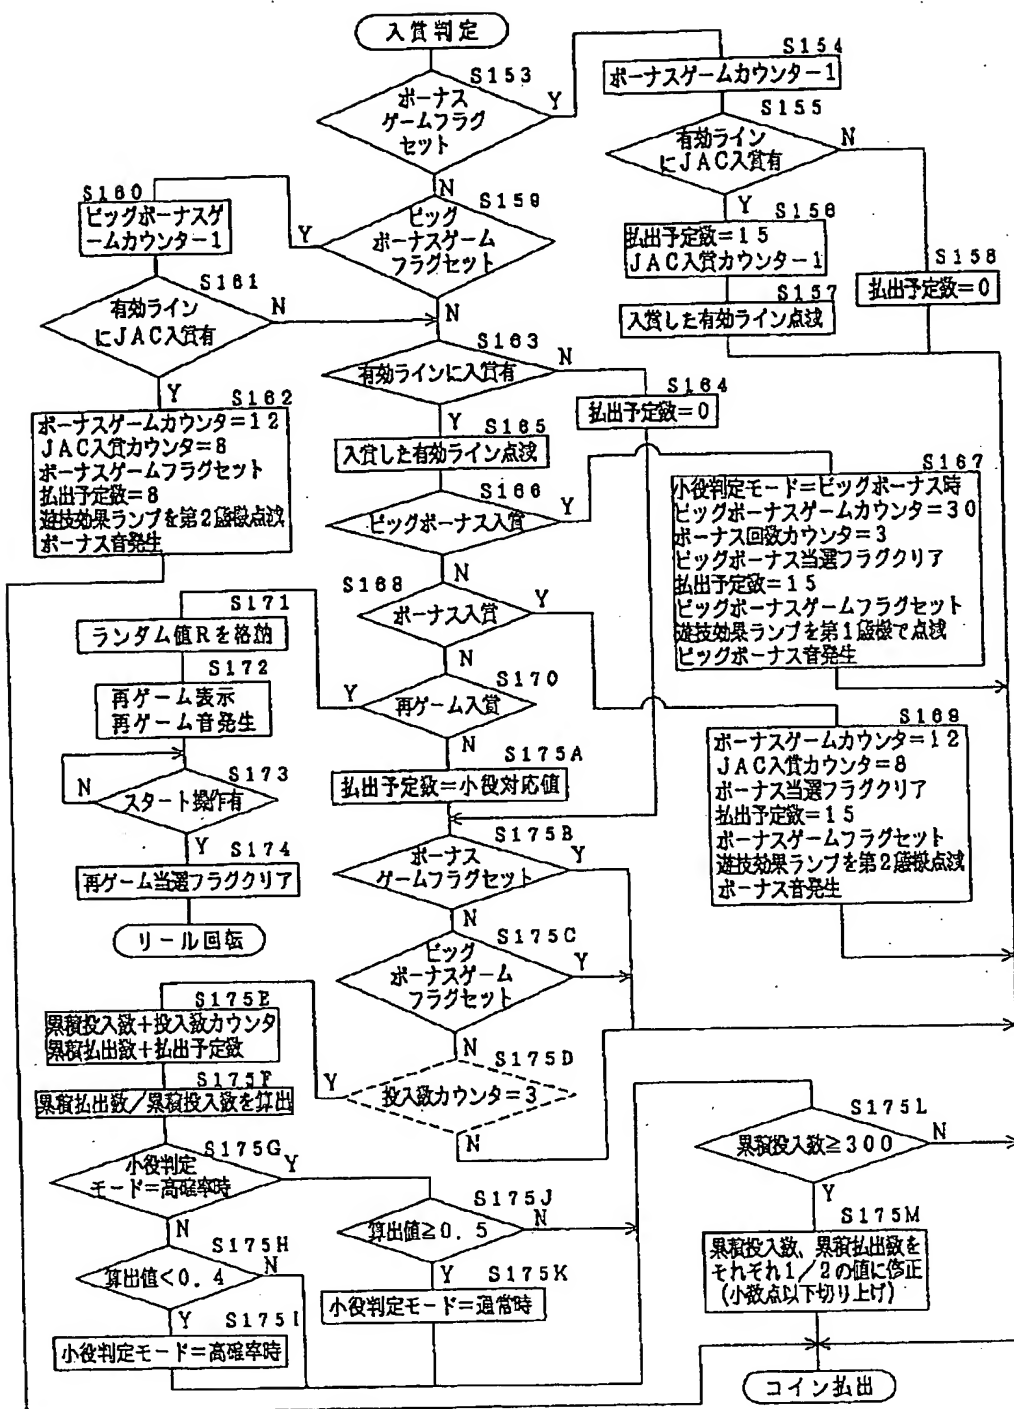 入賞判定
S153
ボーナス
ゲームフラグ
セット
Y
N
S154
ボーナスゲームカウンター1
S155
有効ライン
にJAC入賞有
N
Y
S156
払出予定数=15
JAC入賞カウンター1
S157
入賞した有効ライン点滅
S158
払出予定数=0
S159
ビッグ
ボーナスゲーム
フラグセット
Y
N
S160
ビッグボーナスゲ
ームカウンター1
S161
有効ライン
にJAC入賞有
N
Y
S162
ボーナスゲームカウンタ=12
JAC入賞カウンタ=8
ボーナスゲームフラグセット
払出予定数=8
遊技効果ランプを第2態様点滅
ボーナス音発生
S163
有効ラインに入賞有
N
Y
S164
払出予定数=0
S165
入賞した有効ライン点滅
S166
ビッグボーナス入賞
Y
N
S167
小役判定モード=ビッグボーナス時
ビッグボーナスゲームカウンタ=30
ボーナス回数カウンタ=3
ビッグボーナス当選フラグクリア
払出予定数=15
ビッグボーナスゲームフラグセット
遊技効果ランプを第1態様で点滅
ビッグボーナス音発生
S168
ボーナス入賞
Y
N
S169
ボーナスゲームカウンタ=12
JAC入賞カウンタ=8
ボーナス当選フラグクリア
払出予定数=15
ボーナスゲームフラグセット
遊技効果ランプを第2態様点滅
ボーナス音発生
S170
再ゲーム入賞
Y
N
S171
ランダム値Rを格納
S172
再ゲーム表示
再ゲーム音発生
S173
スタート操作有
N
Y
S174
再ゲーム当選フラグクリア
リール回転
S175A
払出予定数=小役対応値
S175B
ボーナス
ゲームフラグセット
Y
N
S175C
ビッグ
ボーナスゲーム
フラグセット
Y
N
S175D
投入数カウンタ=3
Y
N
S175E
累積投入数+投入数カウンタ
累積払出数+払出予定数
S175F
累積払出数/累積投入数を算出
S175G
小役判定
モード=高確率時
Y
N
S175H
算出値<0.4
N
Y
S175I
小役判定モード=高確率時
S175J
算出値≧0.5
N
Y
S175K
小役判定モード=通常時
S175L
累積投入数≧300
N
Y
S175M
累積投入数、累積払出数を
それぞれ1/2の値に修正
(小数点以下切り上げ)
コイン払出